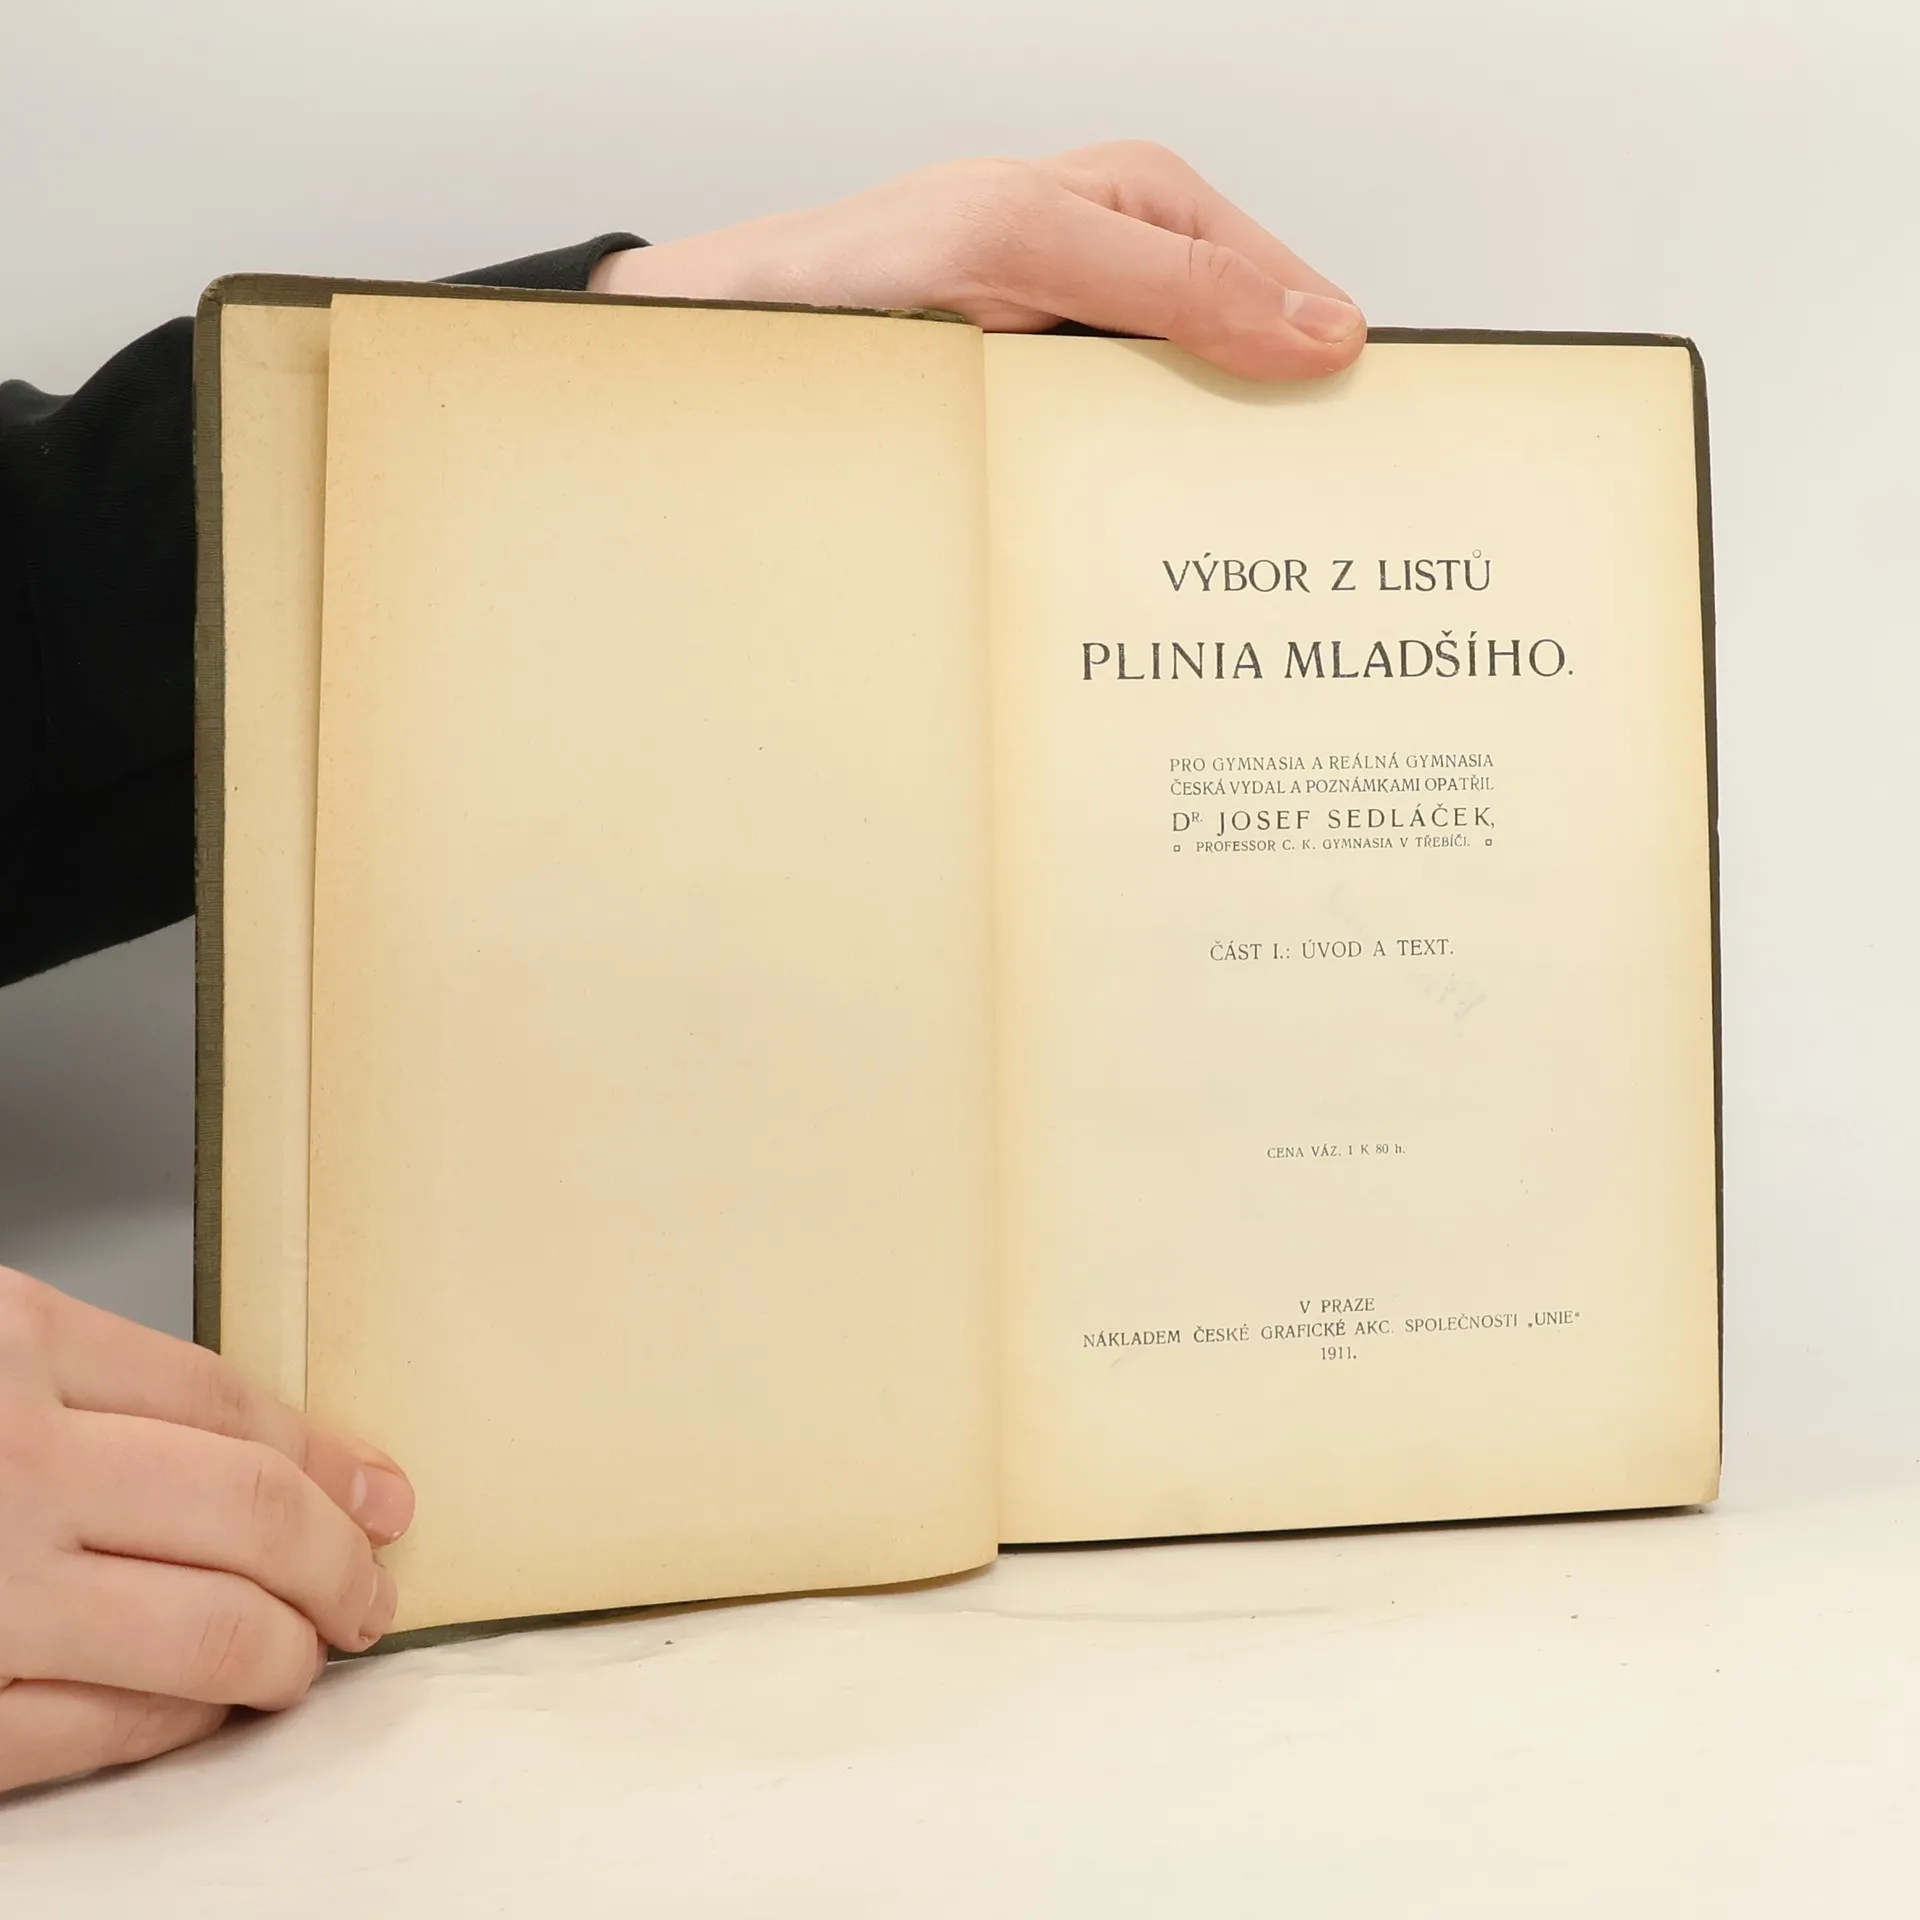 VÝBOR Z LISTŮ
PLINIA MLADŠÍHO.
PRO GYMNASIA A REÁLNÁ GYMNASIA
ČESKÁ VYDAL A POZNÁMKAMI OPATŘIL
DR. JOSEF SEDLÁČEK,
PROFESSOR C. K. GYMNASIA V TŘEBÍČI.
ČÁST I.: ÚVOD A TEXT.
CENA VÁZ. 1 K 80 h.
V PRAZE
NÁKLADEM ČESKÉ GRAFICKÉ AKC. SPOLEČNOSTI „UNIE“
1911.